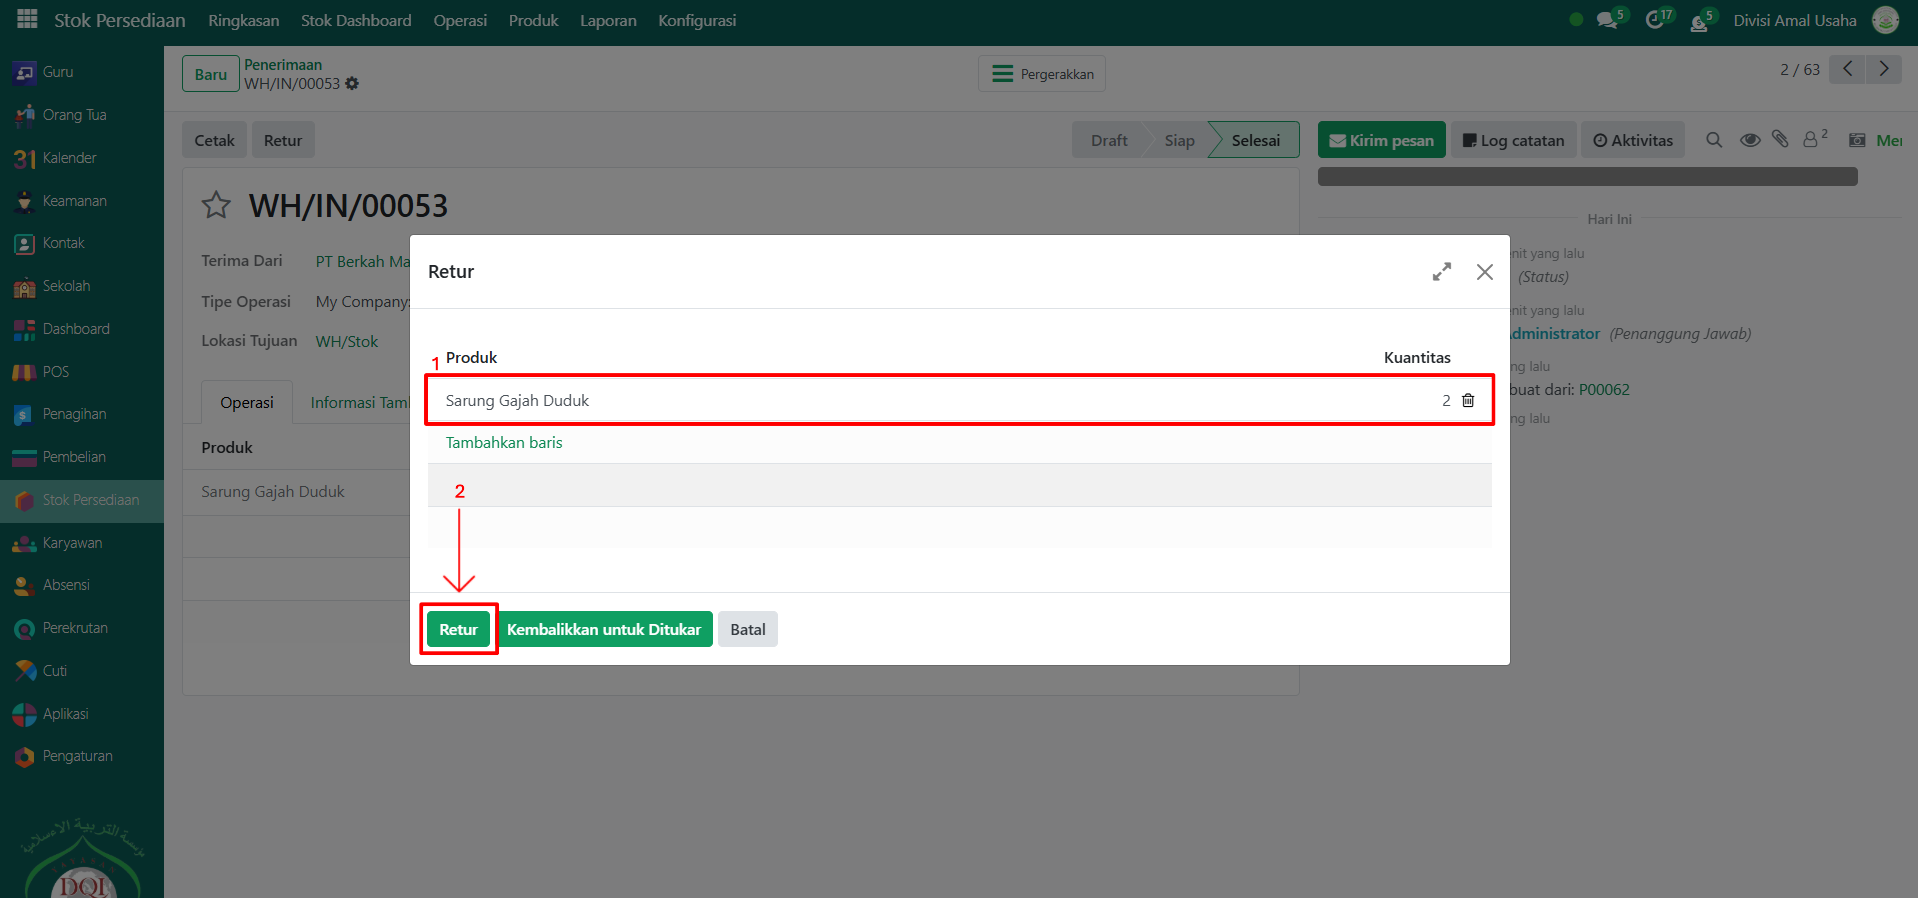 Stok Persediaan Ringkasan Stok Dashboard Operasi Produk Laporan Konfigurasi 5 17 5 Divisi Amal Usaha
Guru
Orang Tua
31 Kalender
Keamanan
Kontak
Sekolah
Dashboard
POS
Penagihan
Pembelian
Stok Persediaan
Karyawan
Absensi
Perekrutan
Cuti
Aplikasi
Pengaturan
مؤسسة التربية الاسلامية
DQI
Baru Penerimaan
WH/IN/00053
Pergerakkan
2 / 63
Cetak Retur
Draft Siap Selesai
Kirim pesan Log catatan Aktivitas 2
WH/IN/00053
Terima Dari PT Berkah Ma
Tipe Operasi My Company:
Lokasi Tujuan WH/Stok
Operasi Informasi Tam
Produk
Sarung Gajah Duduk
Hari Ini
nit yang lalu
(Status)
nit yang lalu
dministrator (Penanggung Jawab)
ng lalu
buat dari: P00062
ng lalu
Retur
1 Produk Kuantitas
Sarung Gajah Duduk 2
Tambahkan baris
2
Retur Kembalikkan untuk Ditukar Batal